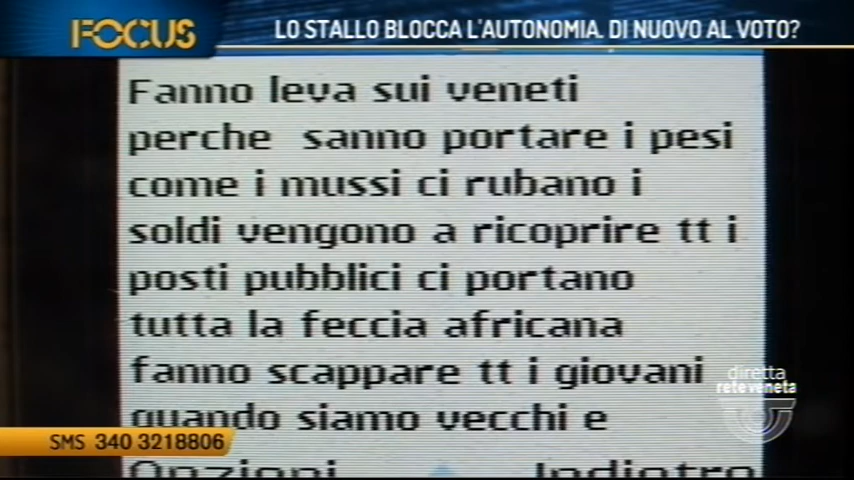 FOCUS
LO STALLO BLOCCA L'AUTONOMIA. DI NUOVO AL VOTO?
Fanno leva sui veneti
perche sanno portare i pesi
come i mussi ci rubano i
soldi vengono a ricoprire tt i
posti pubblici ci portano
tutta la feccia africana
fanno scappare tt i giovani
quando siamo vecchi e
Opzioni Indietro
diretta
reteveneta
SMS 340 3218806